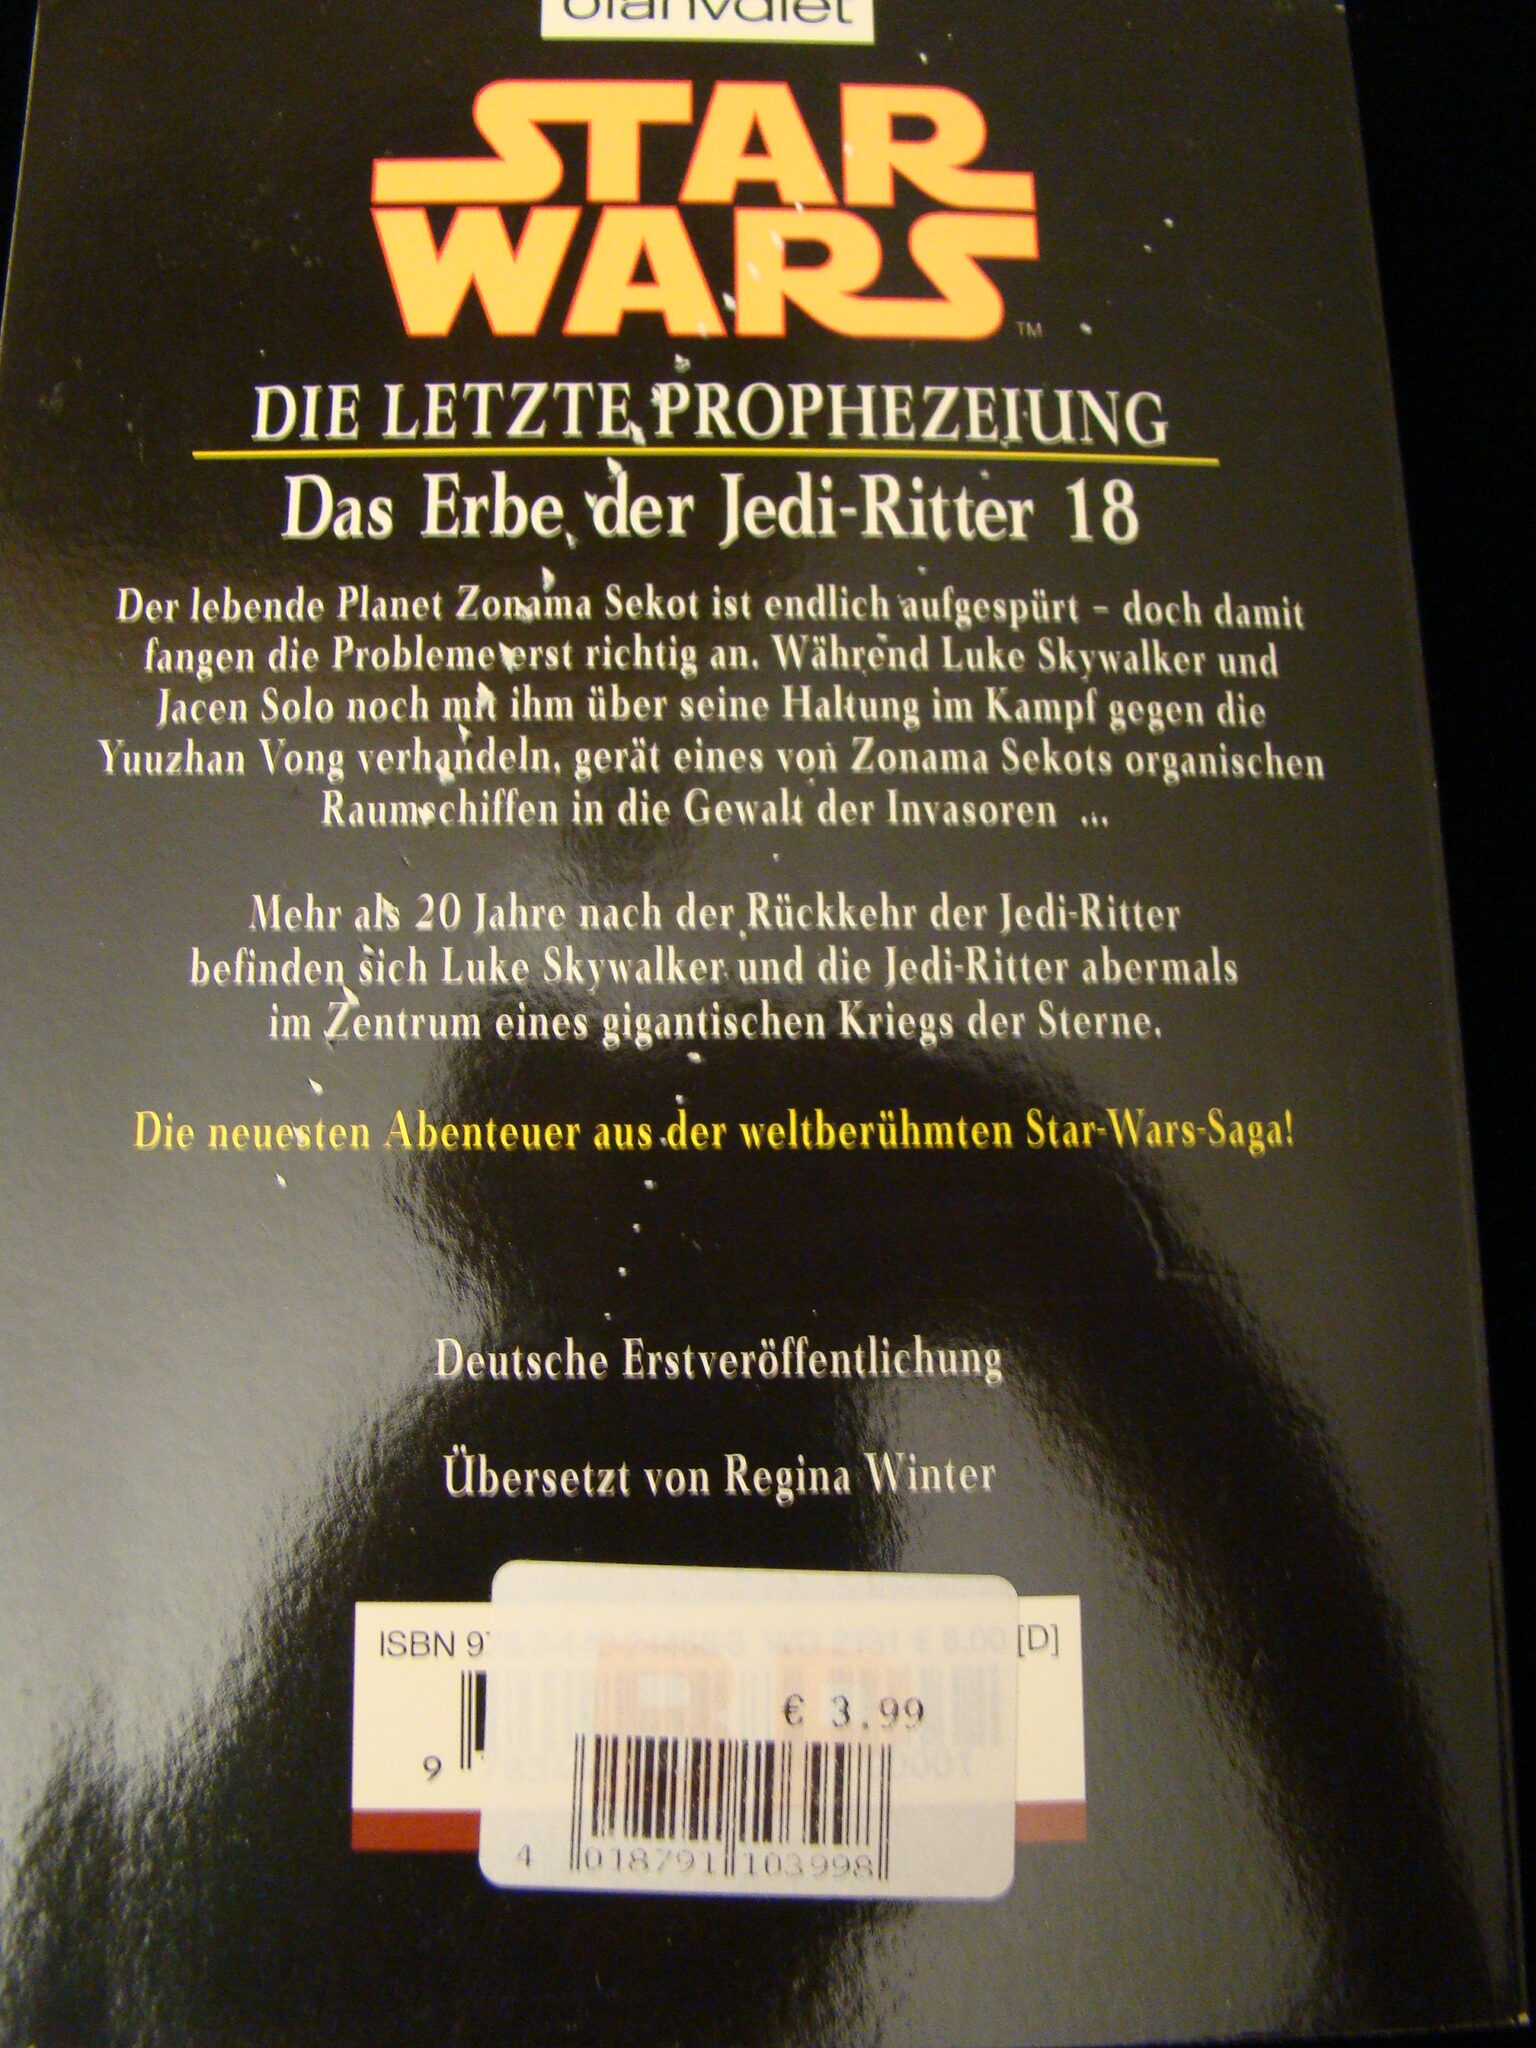 blanvalet
STAR
WARS
TM
DIE LETZTE PROPHEZEIUNG
Das Erbe der Jedi-Ritter 18
Der lebende Planet Zonama Sekot ist endlich aufgespürt – doch damit
fangen die Probleme erst richtig an. Während Luke Skywalker und
Jacen Solo noch mit ihm über seine Haltung im Kampf gegen die
Yuuzhan Vong verhandeln, gerät eines von Zonama Sekots organischen
Raumschiffen in die Gewalt der Invasoren ...
Mehr als 20 Jahre nach der Rückkehr der Jedi-Ritter
befinden sich Luke Skywalker und die Jedi-Ritter abermals
im Zentrum eines gigantischen Kriegs der Sterne.
Die neuesten Abenteuer aus der weltberühmten Star-Wars-Saga!
Deutsche Erstveröffentlichung
Übersetzt von Regina Winter
ISBN 9 [D]
€ 3.99
9
4 018791 103998